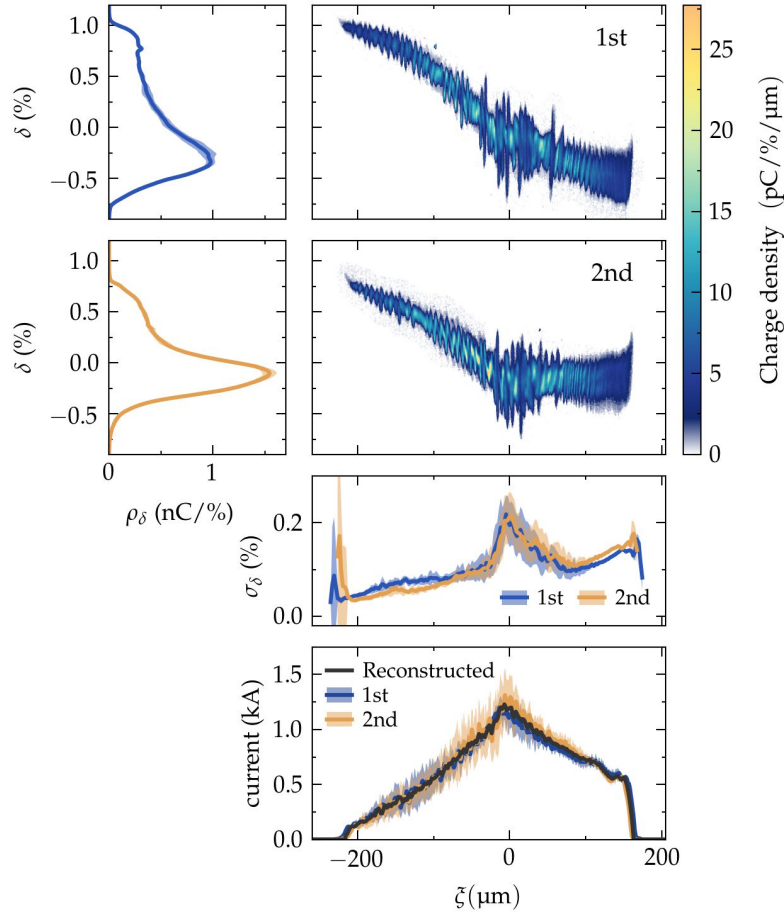 1.0
0.5
0.0
−0.5
δ (%)
1st
25
20
15
10
5
0
Charge density (pC/%/µm)
1.0
0.5
0.0
−0.5
δ (%)
2nd
0
1
ρδ (nC/%)
0.2
0.0
σδ (%)
1st
2nd
1.5
1.0
0.5
0.0
current (kA)
Reconstructed
1st
2nd
−200
0
200
ξ(µm)